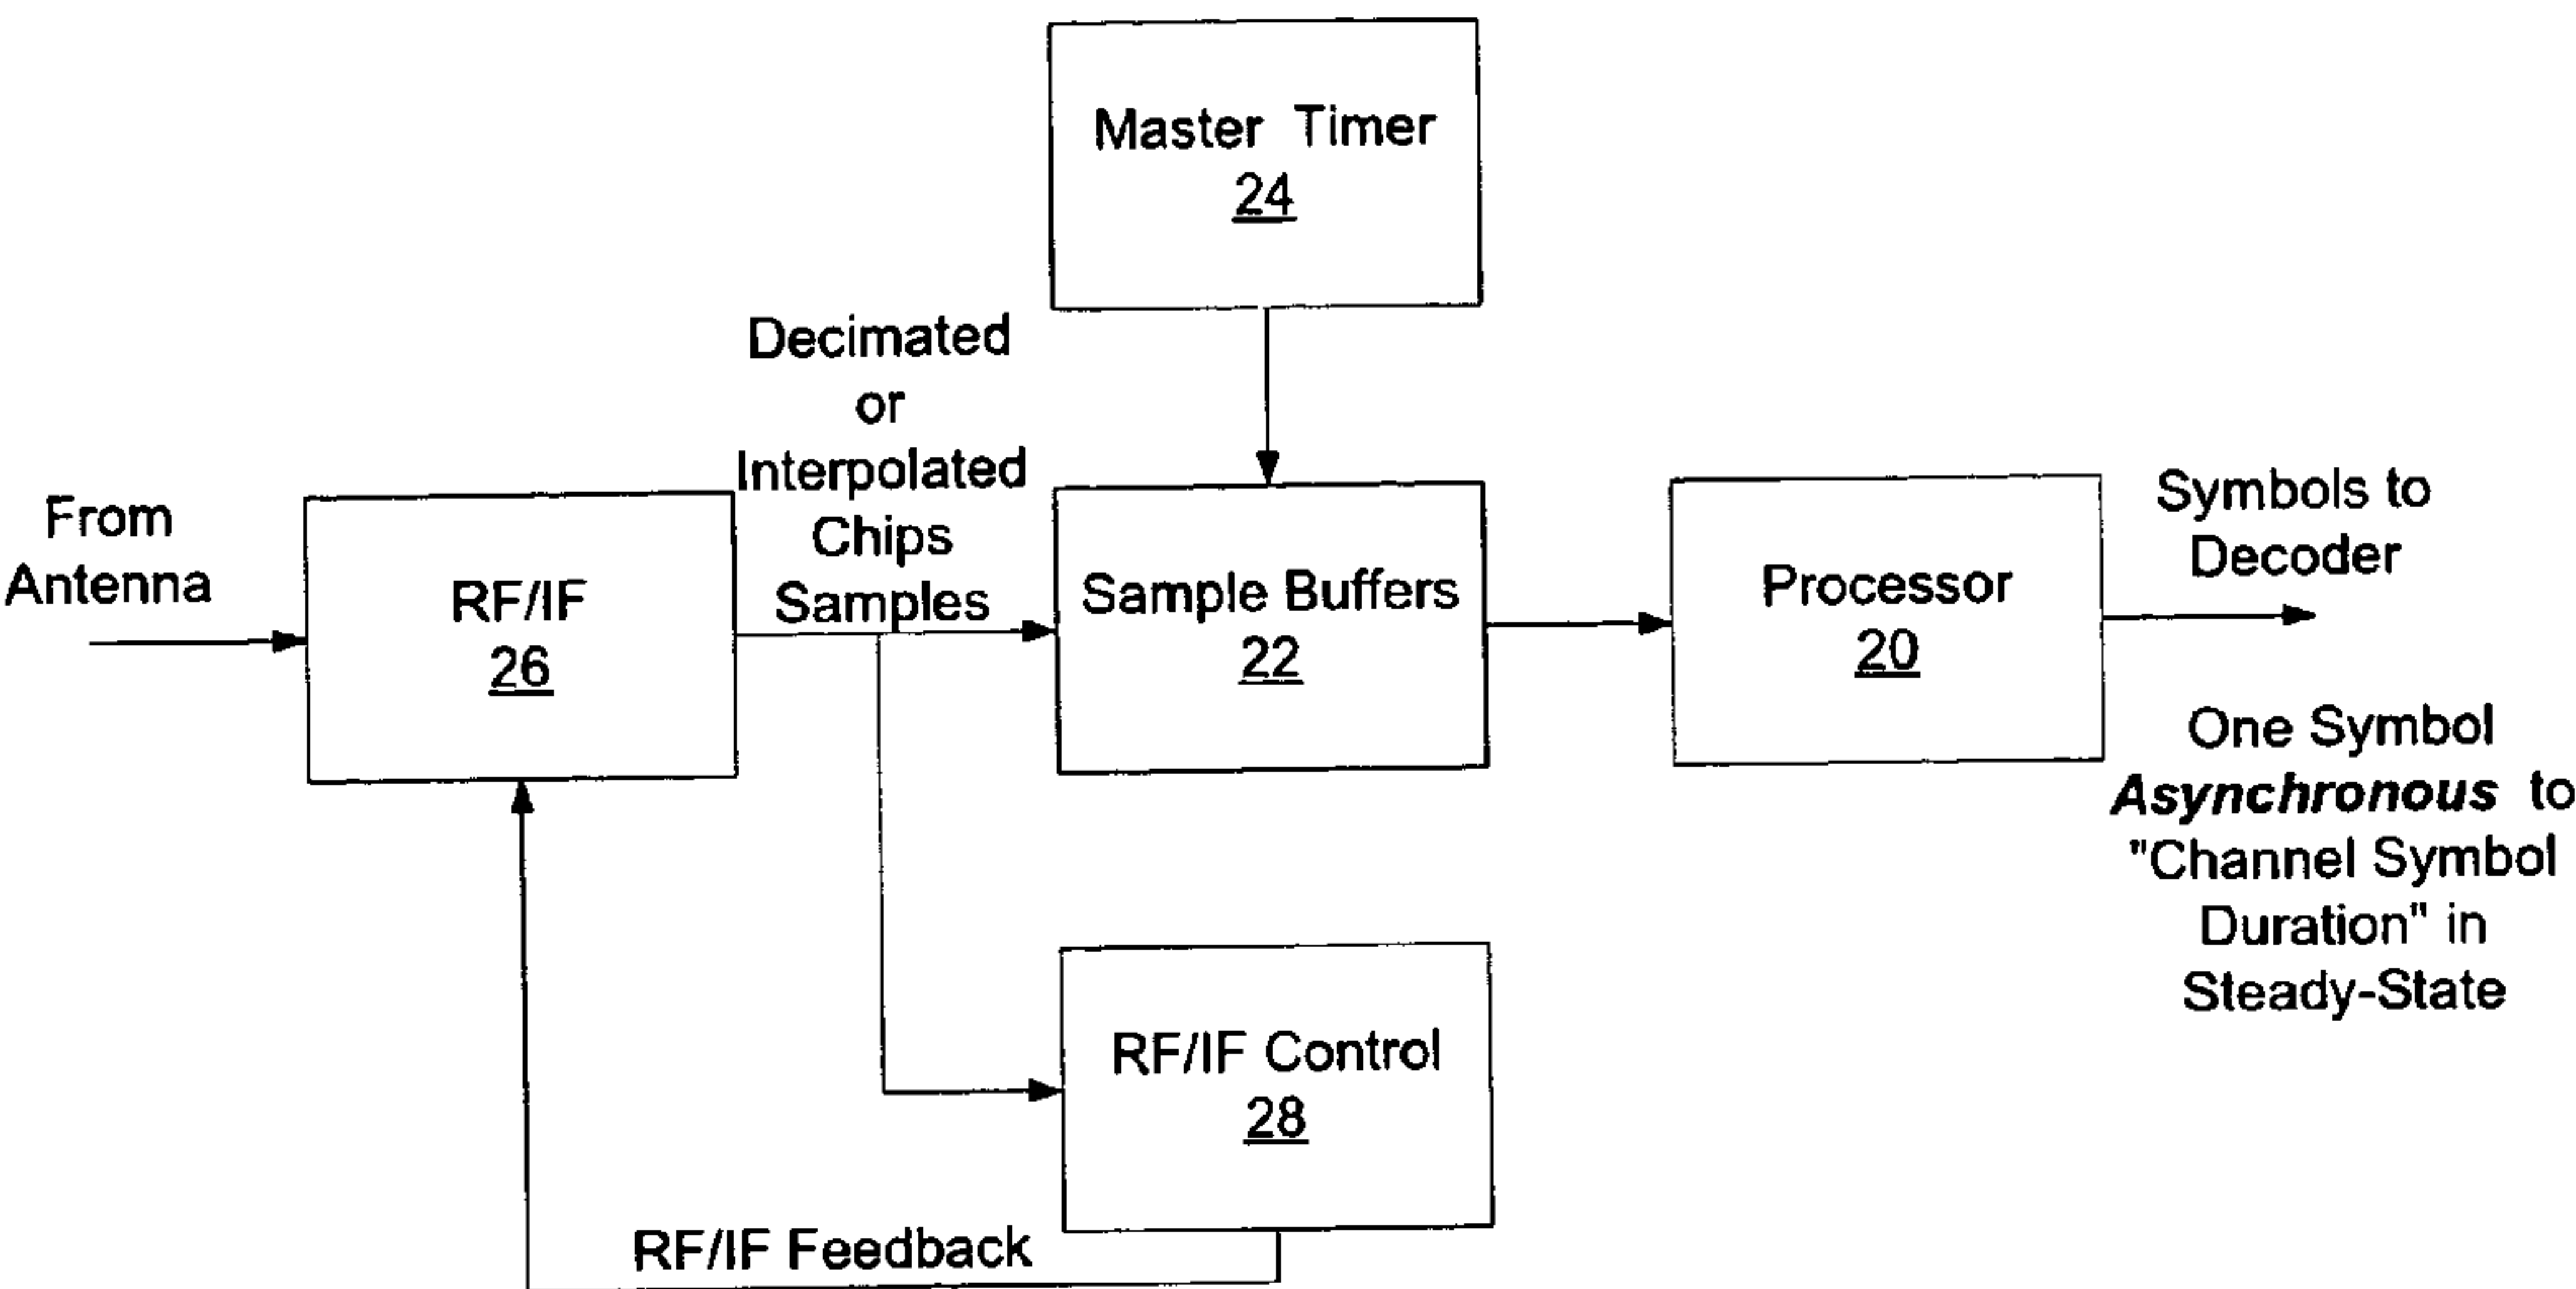 Master Timer
24
Decimated
or
Interpolated
Chips
Samples
From
Antenna
RF/IF
26
Sample Buffers
22
Processor
20
Symbols to
Decoder
One Symbol
Asynchronous to
"Channel Symbol
Duration" in
Steady-State
RF/IF Control
28
RF/IF Feedback